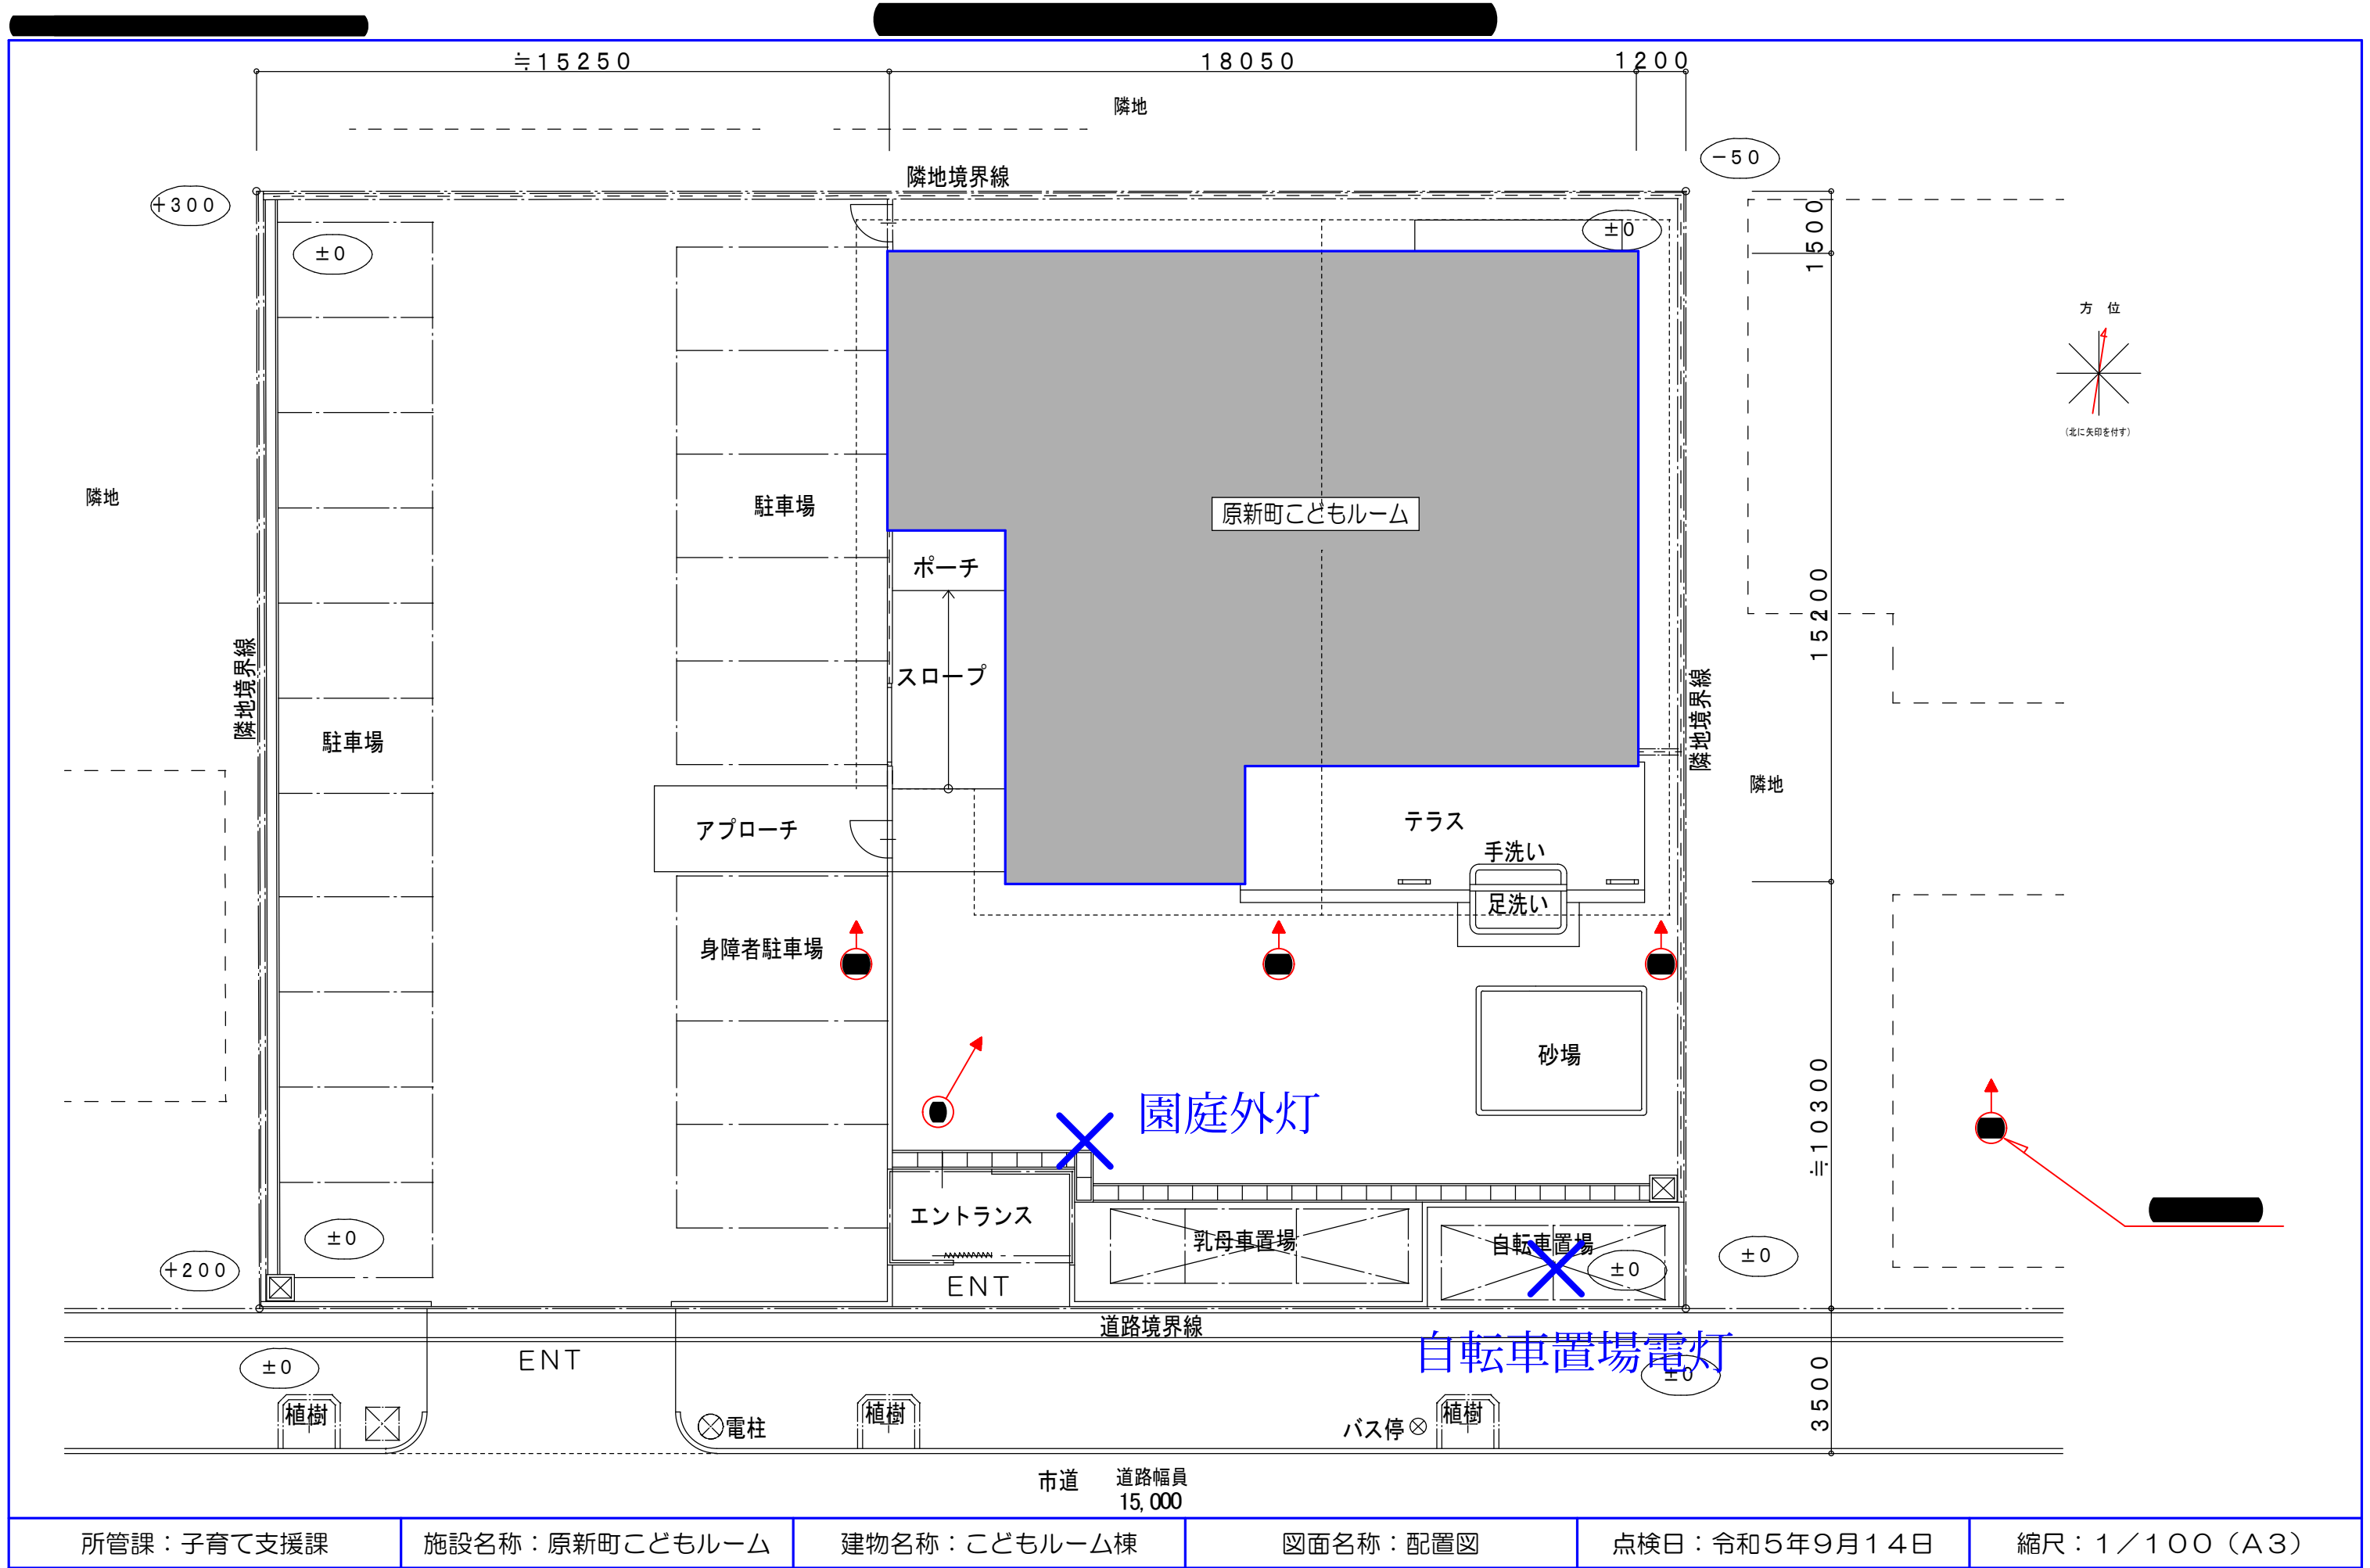 ≒15250
18050
1200
隣地
-50
隣地境界線
+300
±0
±0
1500
方 位
(北に矢印を付す)
隣地
駐車場
原新町こどもルーム
ポーチ
15200
スロープ
隣地境界線
隣地境界線
駐車場
隣地
アプローチ
テラス
手洗い
足洗い
身障者駐車場
砂場
園庭外灯
≒10300
エントランス
乳母車置場
自転車置場
±0
±0
±0
+200
ENT
道路境界線
自転車置場電灯
ENT
±0
±0
3500
植樹
電柱
植樹
バス停
植樹
市道
道路幅員
15,000
所管課：子育て支援課
施設名称：原新町こどもルーム
建物名称：こどもルーム棟
図面名称：配置図
点検日：令和５年９月１４日
縮尺：１／１００（Ａ３）